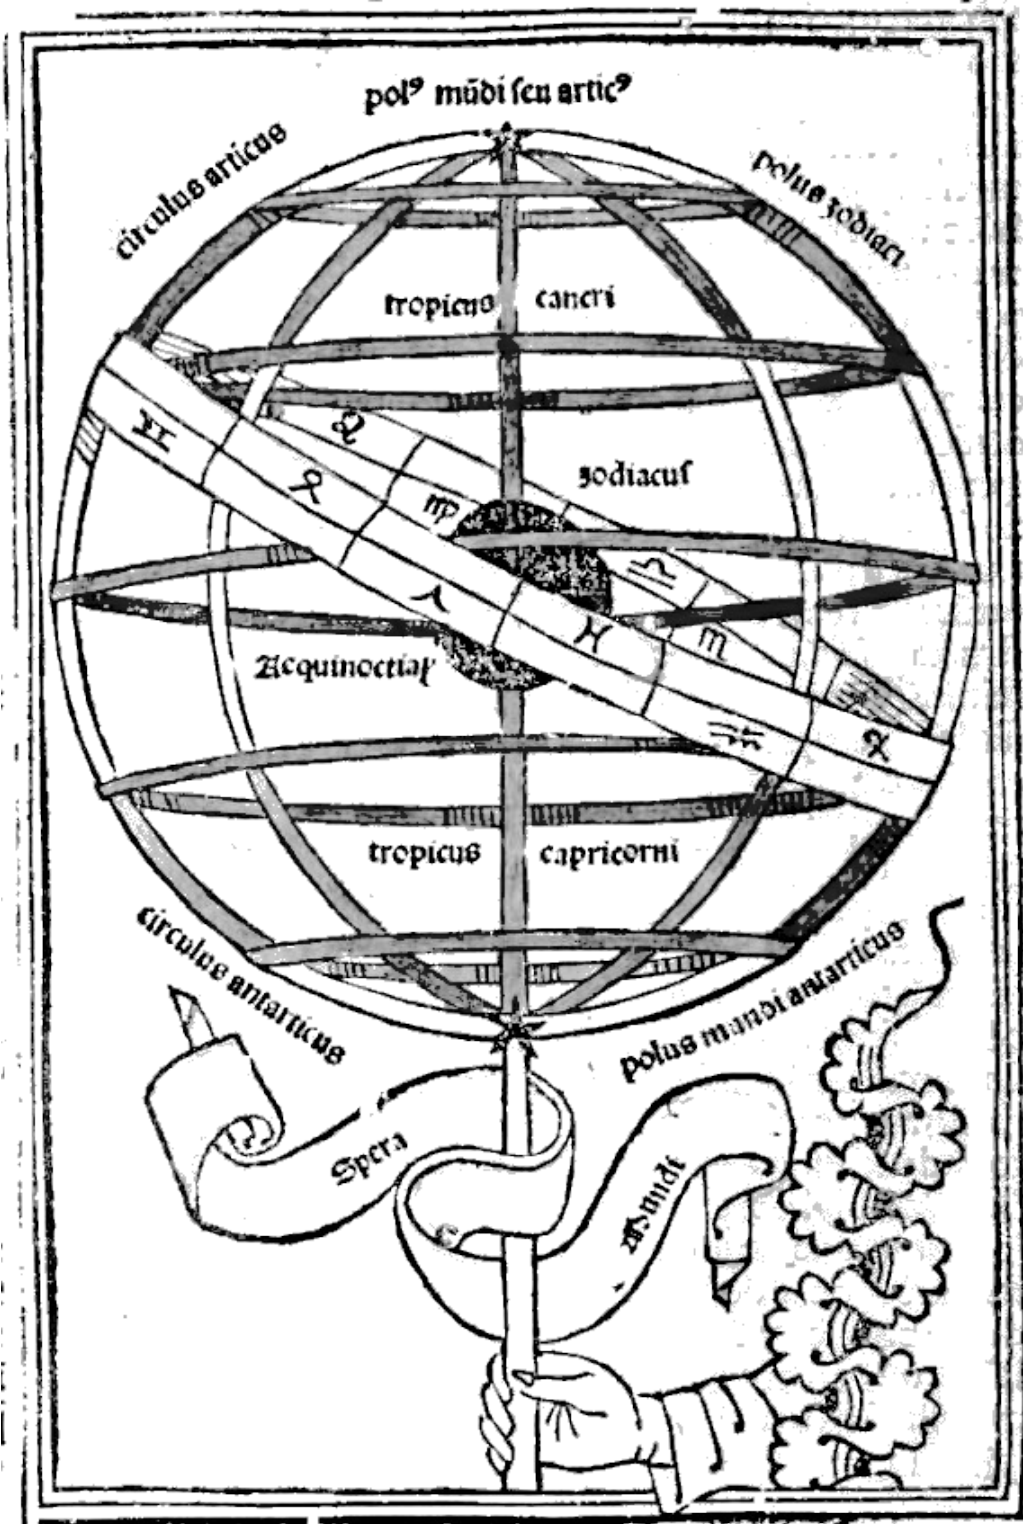 pol⁹ mūdi ſeu artic⁹
circulus articus
polus zodiaci
tropicus cancri
zodiacuſ
♌
♊
♉
♍
♎
♈
♓
♏
Aequinoctial
♒
tropicus capricorni
circulus antarticus
polus mundi antarticus
Spera
Mundi